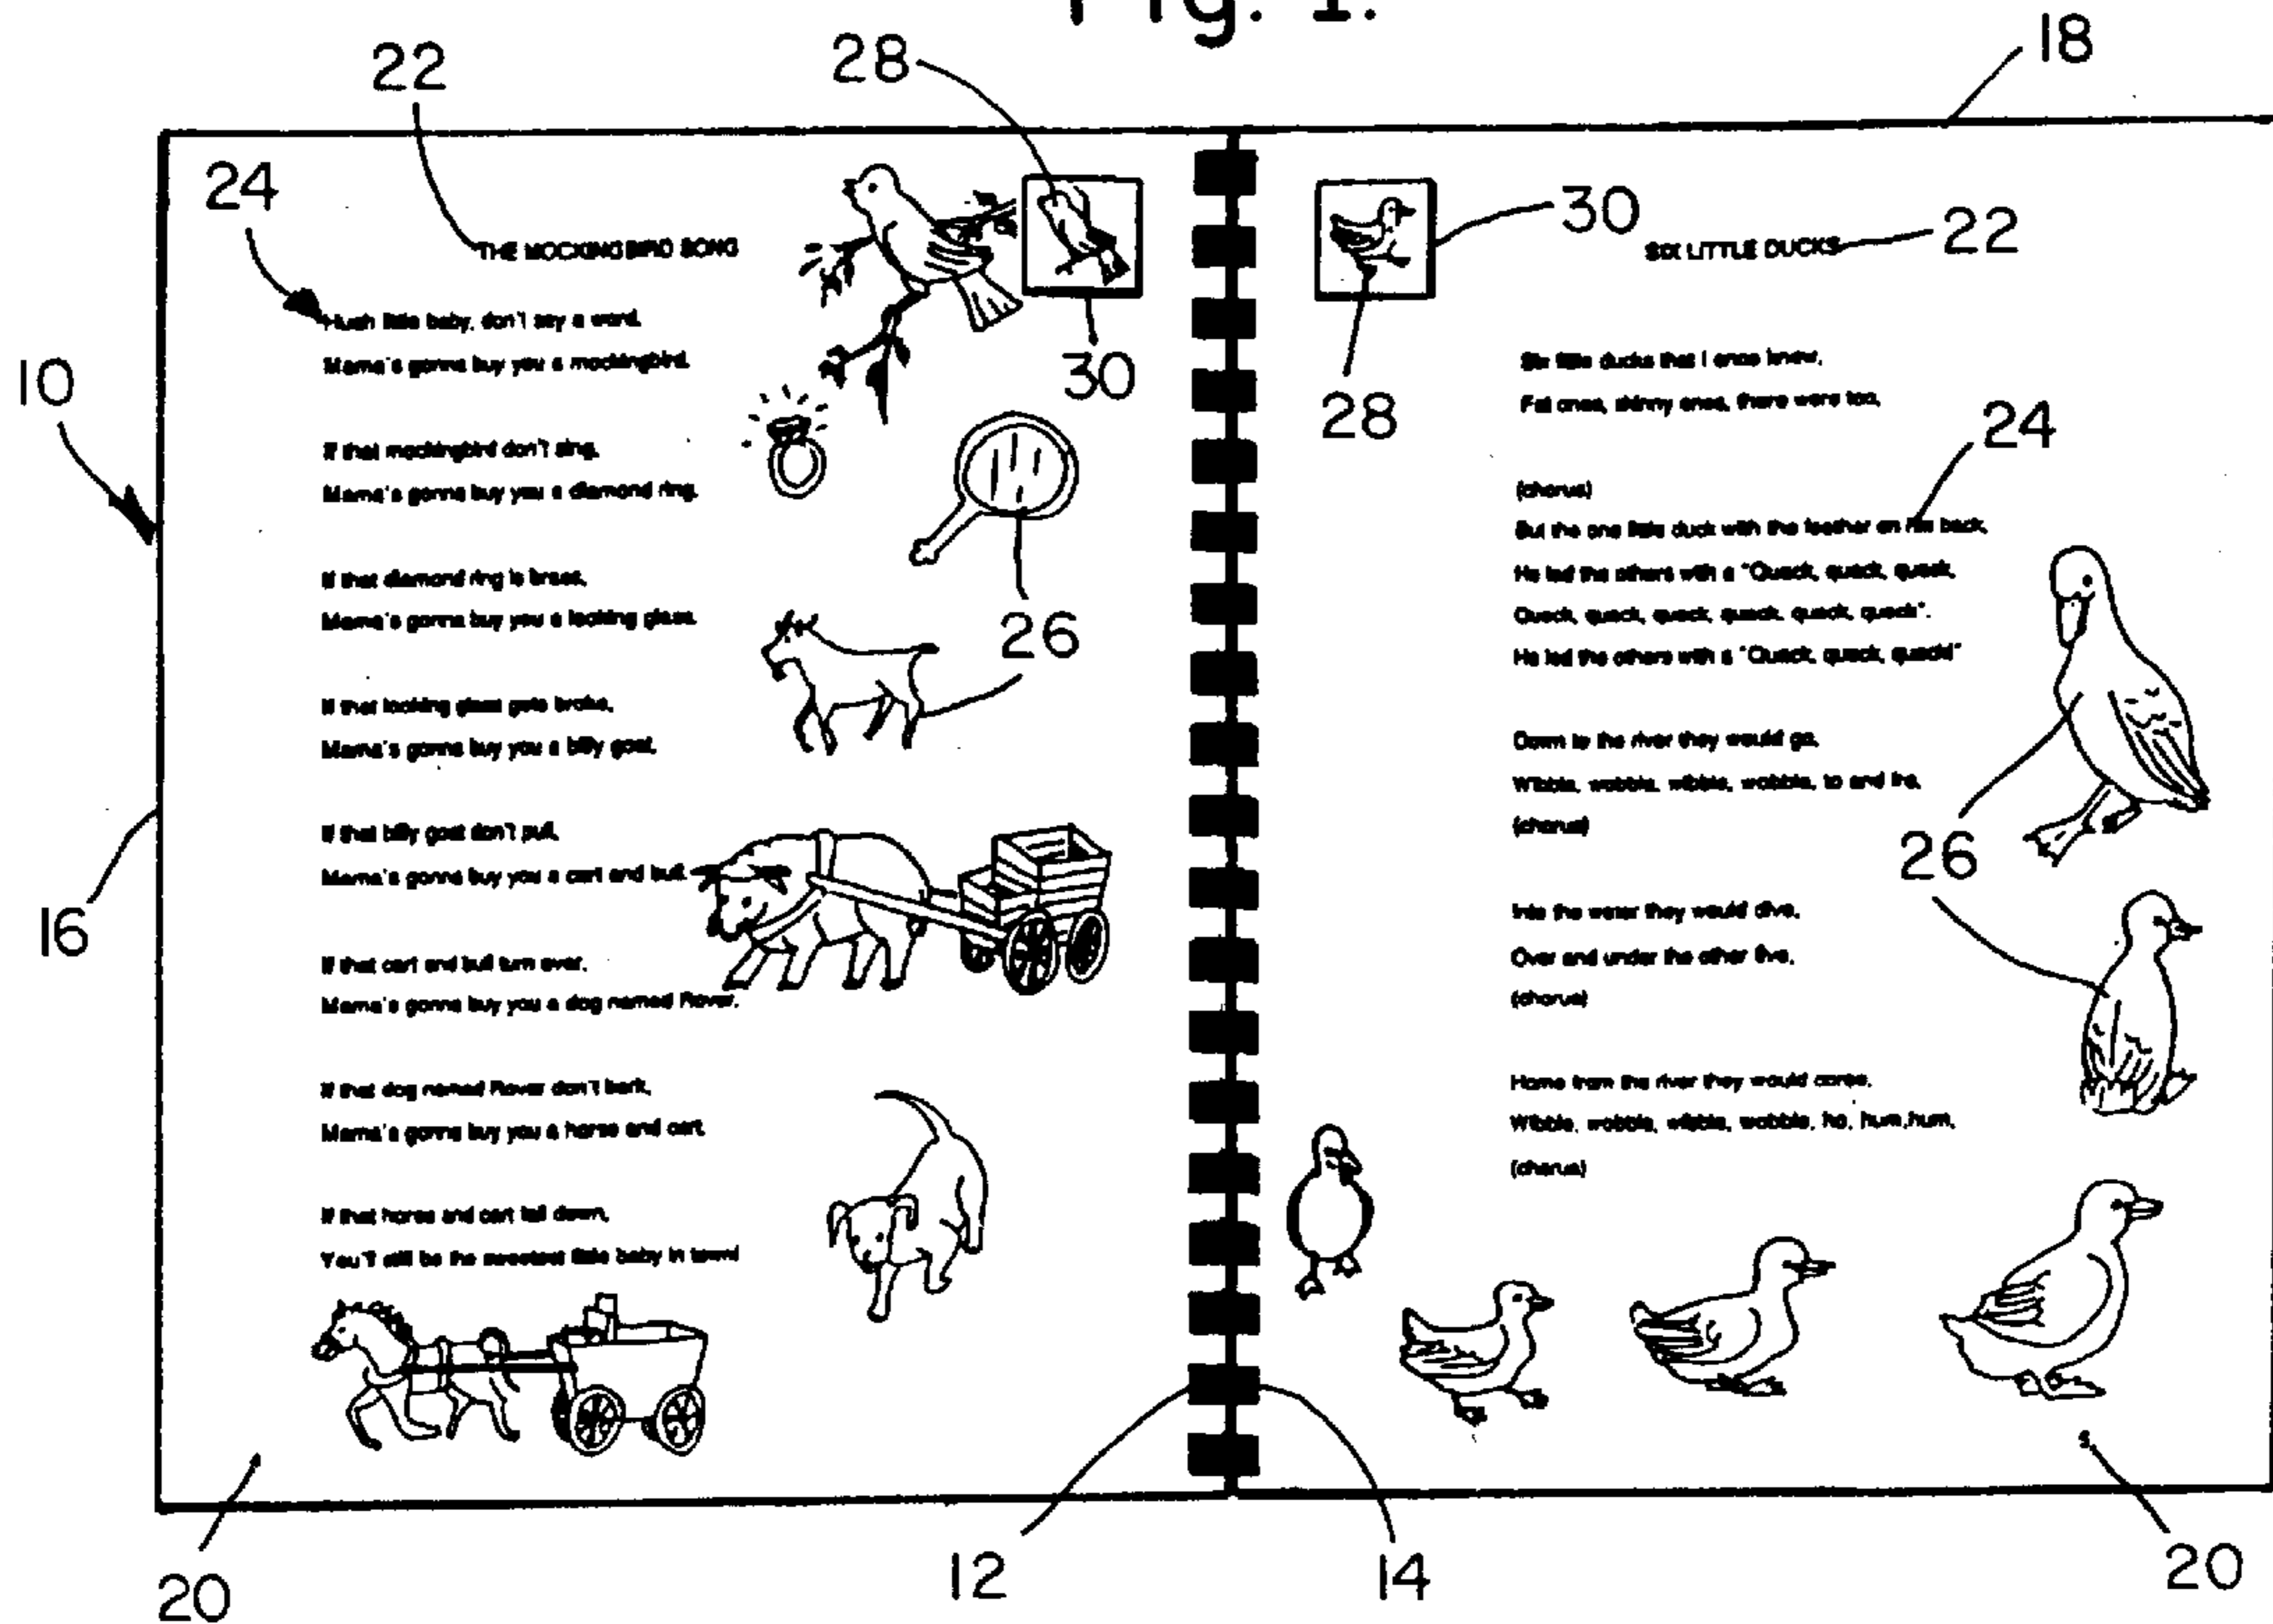 Fig. 1.
22
28
18
24
30
22
THE MOCKINGBIRD SONG
SIX LITTLE DUCKS
28
30
10
Hush little baby, don't say a word.
Mama's gonna buy you a mockingbird.
If that mockingbird don't sing,
Mama's gonna buy you a diamond ring.
If that diamond ring is brass,
Mama's gonna buy you a looking glass.
If that looking glass gets broke,
Mama's gonna buy you a billy goat.
If that billy goat don't pull,
Mama's gonna buy you a cart and bull.
If that cart and bull turn over,
Mama's gonna buy you a dog named Rover.
If that dog named Rover don't bark,
Mama's gonna buy you a horse and cart.
If that horse and cart fall down,
You'll still be the sweetest little baby in town!
26
16
20
12
Six little ducks that I once knew,
Fat ones, skinny ones, there were too,
24
(chorus)
But the one little duck with the feather on his back,
He led the others with a "Quack, quack, quack,
Quack, quack, quack, quack, quack, quack".
He led the others with a "Quack, quack, quack!"
Down to the river they would go,
Wibble, wobble, wibble, wobble, to and fro,
(chorus)
26
Into the water they would dive,
Over and under the other five,
(chorus)
Home from the river they would come,
Wibble, wobble, wibble, wobble, ho, hum,hum,
(chorus)
14
20